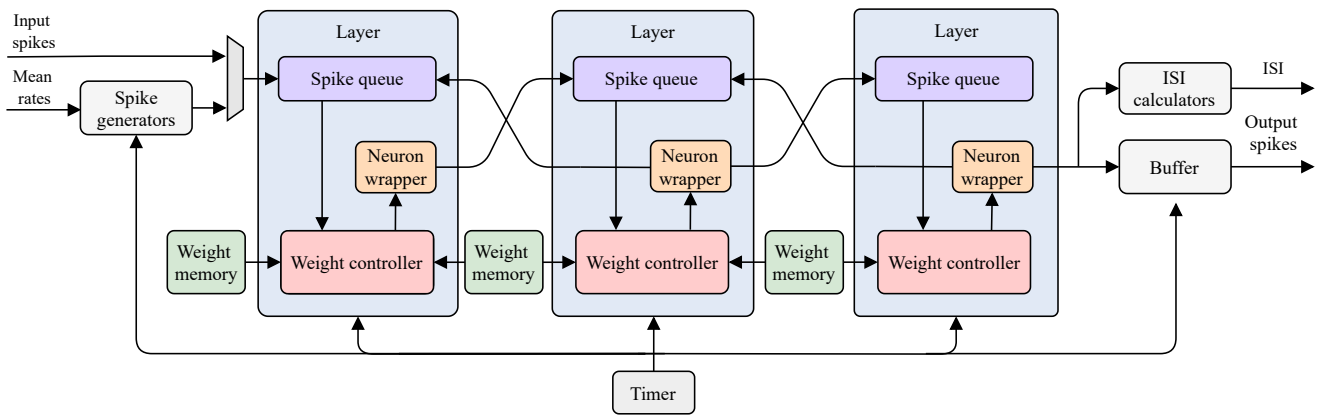 Input
spikes
Mean
rates
Spike
generators
Layer
Spike queue
Neuron
wrapper
Weight
memory
Weight controller
Layer
Spike queue
Neuron
wrapper
Weight
memory
Weight controller
Layer
Spike queue
Neuron
wrapper
Weight
memory
Weight controller
ISI
calculators
ISI
Buffer
Output
spikes
Timer